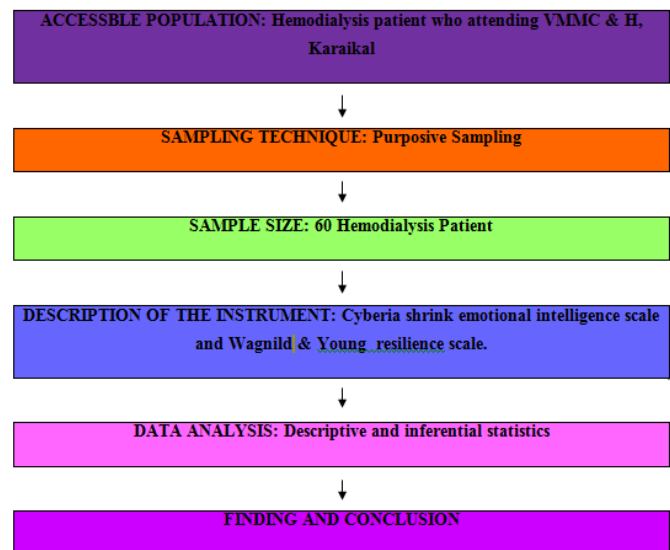 ACCESSBLE POPULATION: Hemodialysis patient who attending VMMC & H,
Karaikal
SAMPLING TECHNIQUE: Purposive Sampling
SAMPLE SIZE: 60 Hemodialysis Patient
DESCRIPTION OF THE INSTRUMENT: Cyberia shrink emotional intelligence scale
and Wagnild & Young resilience scale.
DATA ANALYSIS: Descriptive and inferential statistics
FINDING AND CONCLUSION